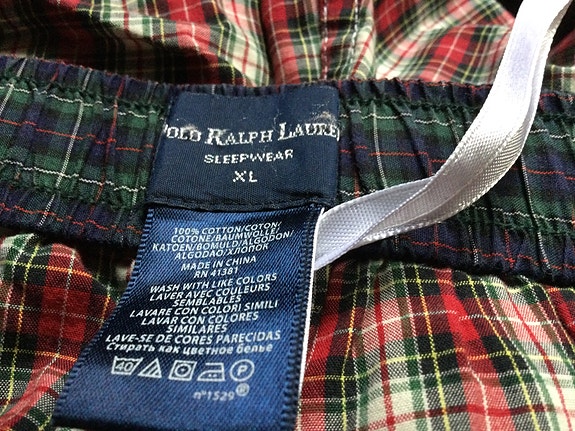 POLO RALPH LAUREN
SLEEPWEAR
XL
100% COTTON/COTON/
COTONE/BAUMWOLLE/
KATOEN/BOMULD/ALGODON/
ALGODAO/ХЛОПОК
MADE IN CHINA
RN 41381
WASH WITH LIKE COLORS
LAVER AVEC COULEURS
SEMBLABLES
LAVARE CON COLORI SIMILI
LAVAR CON COLORES
SIMILARES
LAVE-SE DE CORES PARECIDAS
Стирать как цветное белье
40 P
n°1529®